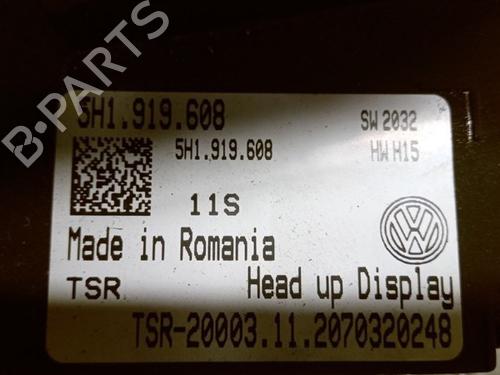 5H1.919.608 SW 2032
5H1.919.608 HW H15
11S
Made in Romania
TSR Head up Display
TSR-20003.11.2070320248
B-PARTS